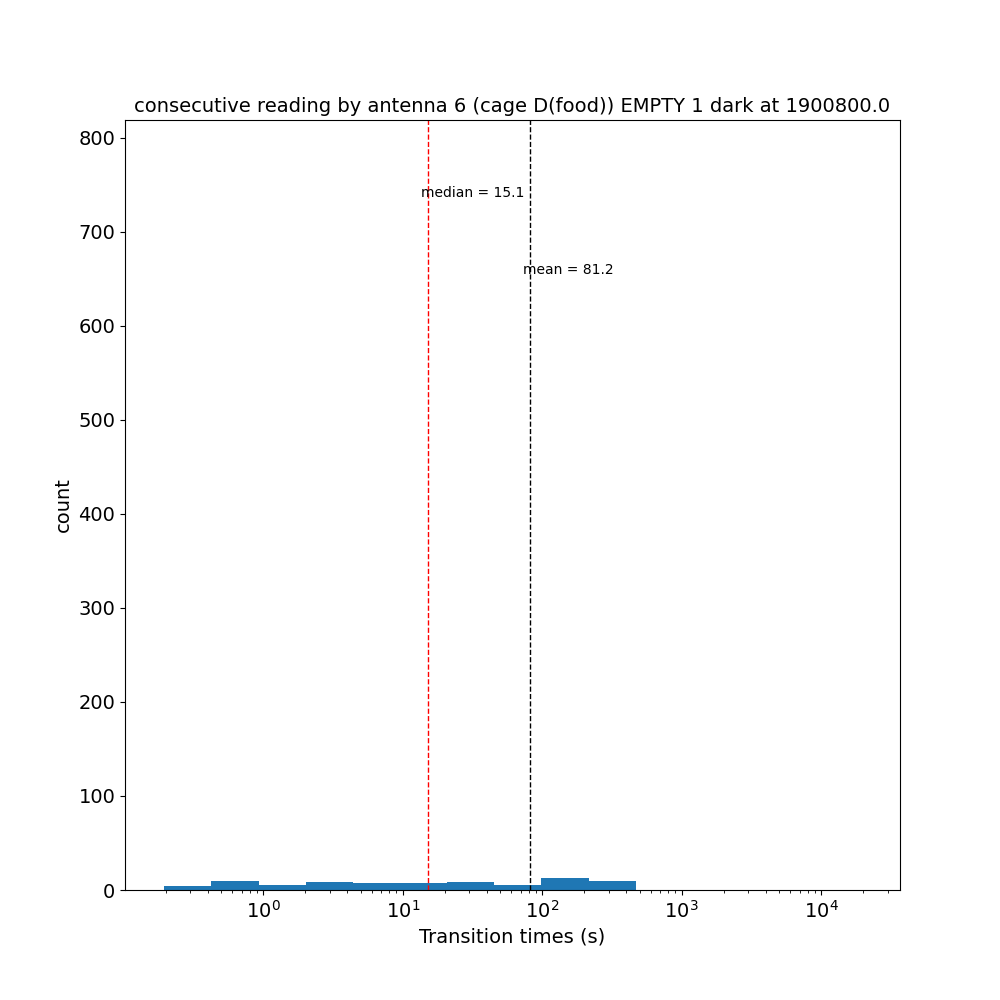 consecutive reading by antenna 6 (cage D(food)) EMPTY 1 dark at 1900800.0
800
700
600
500
400
300
200
100
0
count
median = 15.1
mean = 81.2
10⁰ 10¹ 10² 10³ 10⁴
Transition times (s)